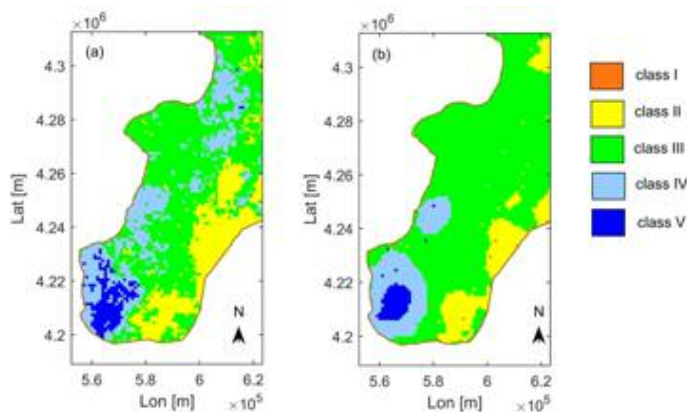 ×10⁶
(a)
4.3
4.28
4.26
4.24
4.22
4.2
Lat [m]
N
5.6
5.8
6
6.2
Lon [m]
×10⁵
×10⁶
(b)
4.3
4.28
4.26
4.24
4.22
4.2
Lat [m]
N
5.6
5.8
6
6.2
Lon [m]
×10⁵
class I
class II
class III
class IV
class V